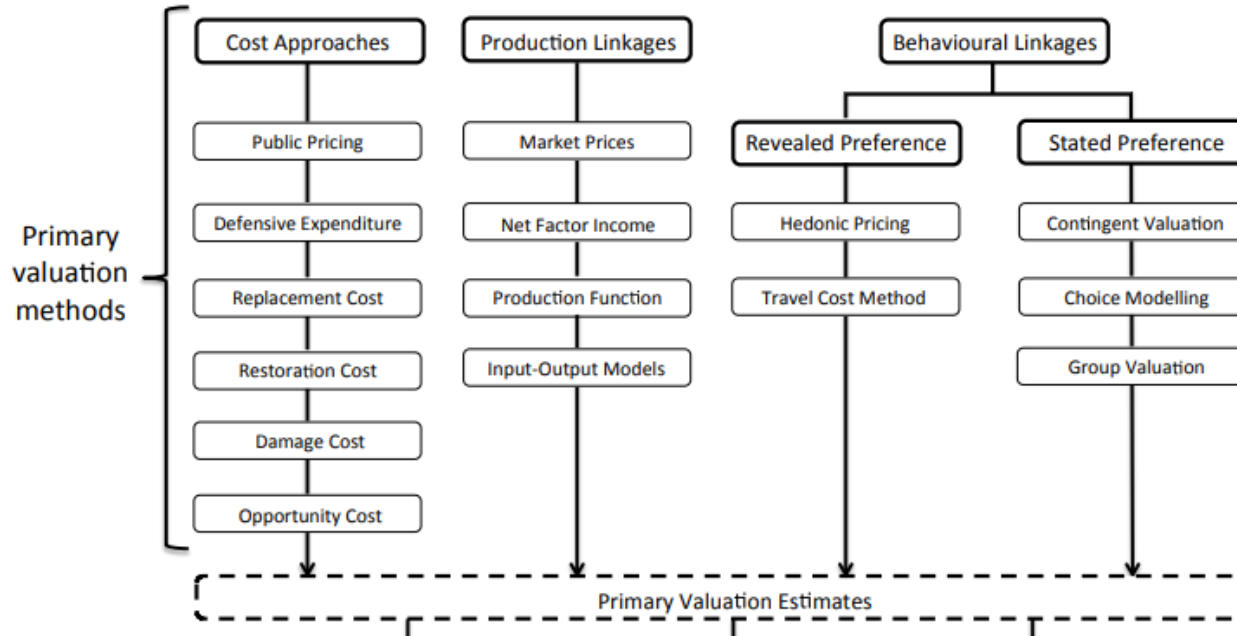 Cost Approaches
Production Linkages
Behavioural Linkages
Public Pricing
Market Prices
Revealed Preference
Stated Preference
Defensive Expenditure
Net Factor Income
Hedonic Pricing
Contingent Valuation
Primary
valuation
methods
Replacement Cost
Production Function
Travel Cost Method
Choice Modelling
Restoration Cost
Input-Output Models
Group Valuation
Damage Cost
Opportunity Cost
Primary Valuation Estimates